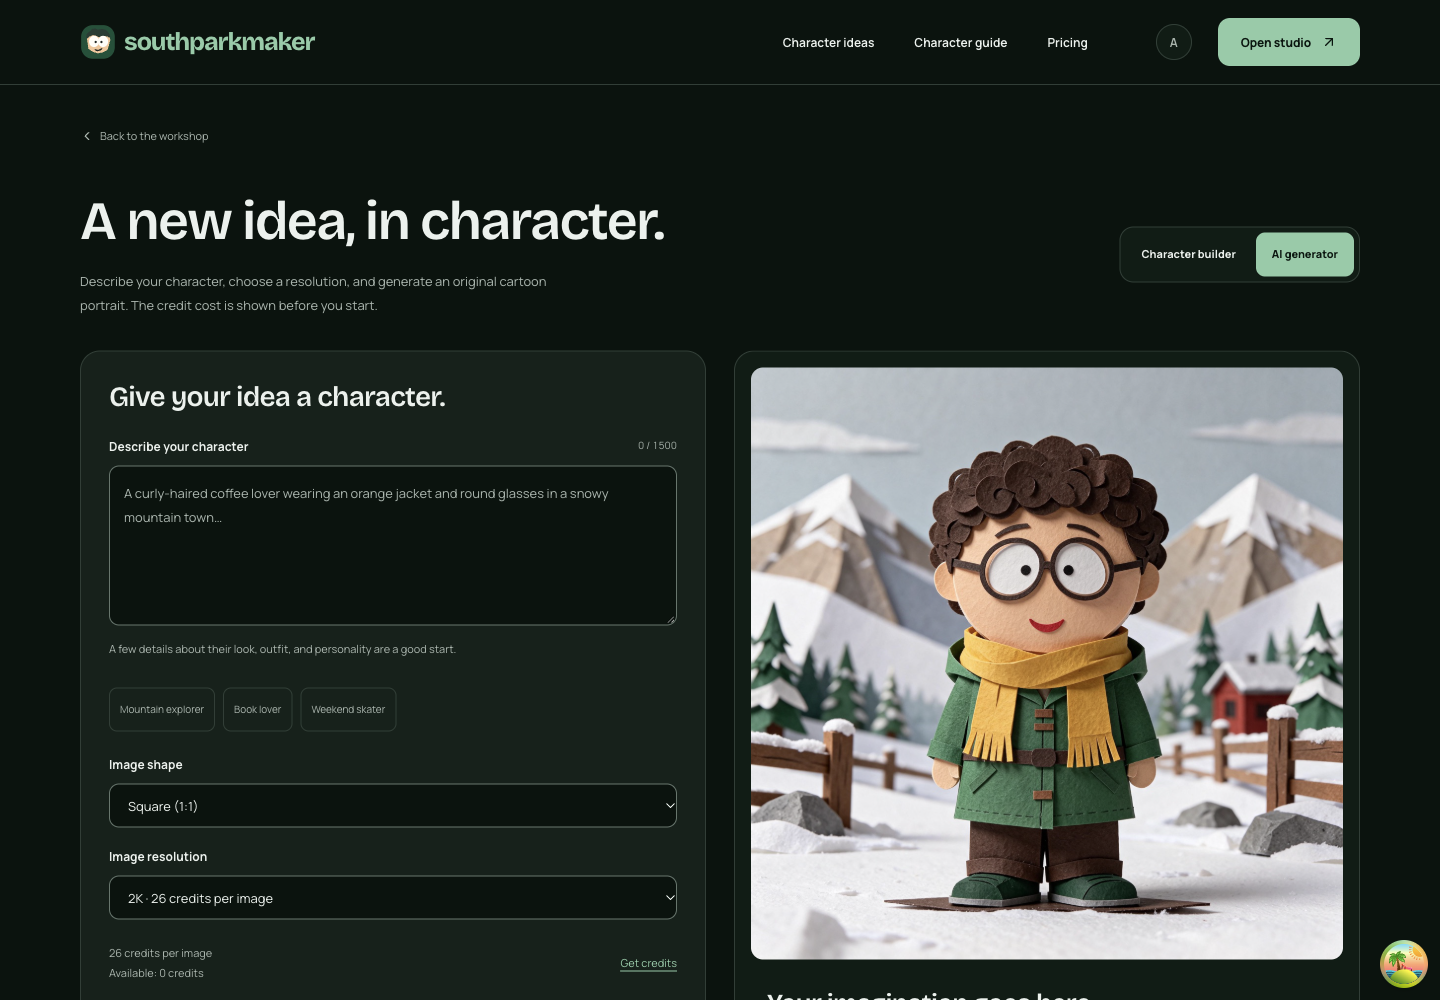 southparkmaker
Character ideas
Character guide
Pricing
A
Open studio
Back to the workshop
A new idea, in character.
Describe your character, choose a resolution, and generate an original cartoon
portrait. The credit cost is shown before you start.
Character builder
AI generator
Give your idea a character.
Describe your character
0 / 1500
A curly-haired coffee lover wearing an orange jacket and round glasses in a snowy
mountain town…
A few details about their look, outfit, and personality are a good start.
Mountain explorer
Book lover
Weekend skater
Image shape
Square (1:1)
Image resolution
2K · 26 credits per image
26 credits per image
Available: 0 credits
Get credits
Your imagination goes here